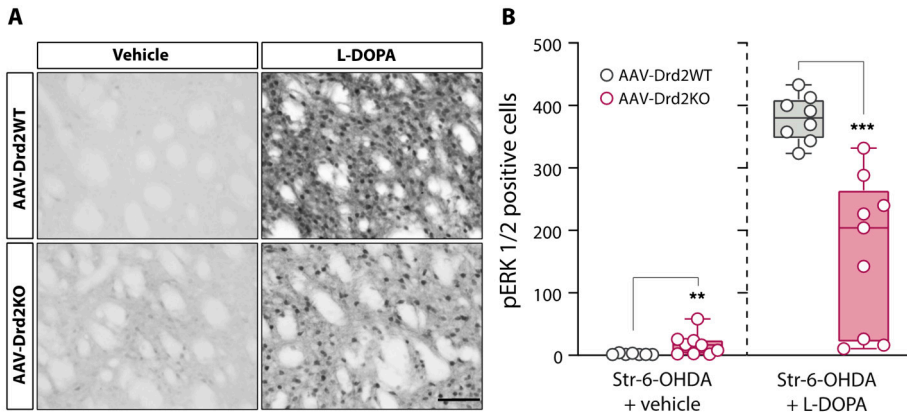 A
Vehicle
L-DOPA
AAV-Drd2WT
AAV-Drd2KO
B
pERK 1/2 positive cells
500
400
300
200
100
0
AAV-Drd2WT
AAV-Drd2KO
**
***
Str-6-OHDA
+ vehicle
Str-6-OHDA
+ L-DOPA